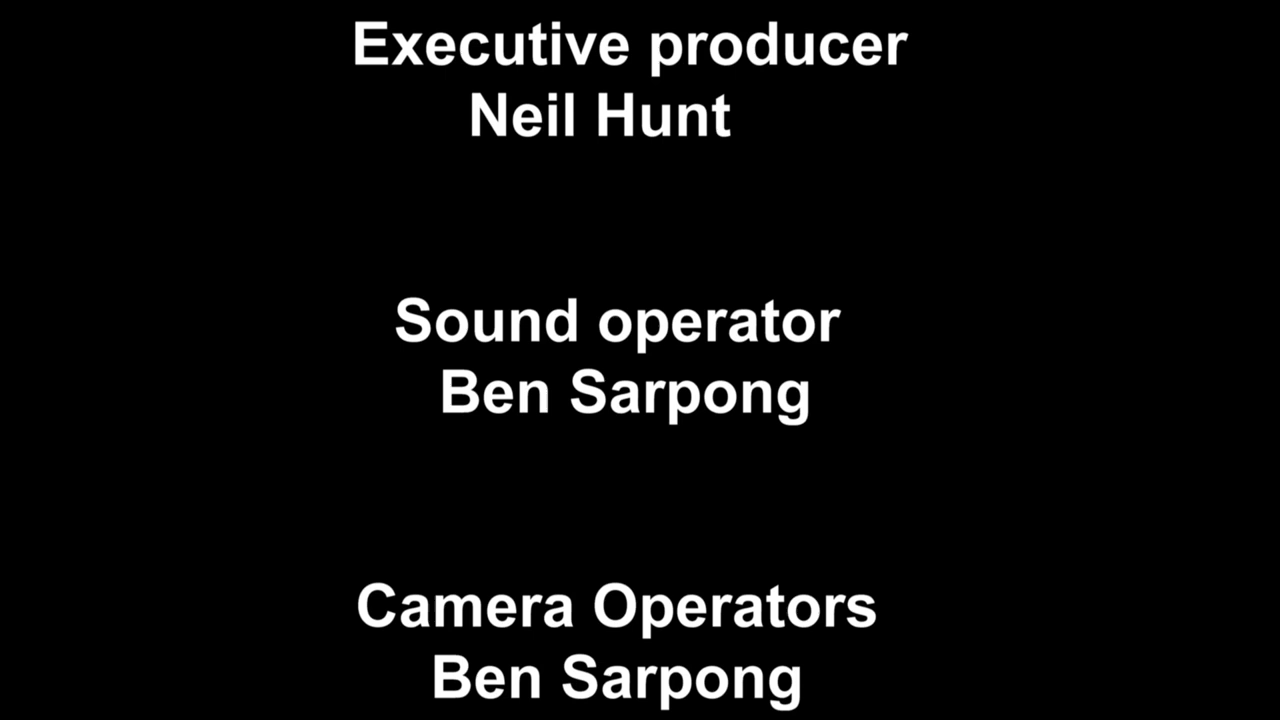 Executive producer
Neil Hunt
Sound operator
Ben Sarpong
Camera Operators
Ben Sarpong